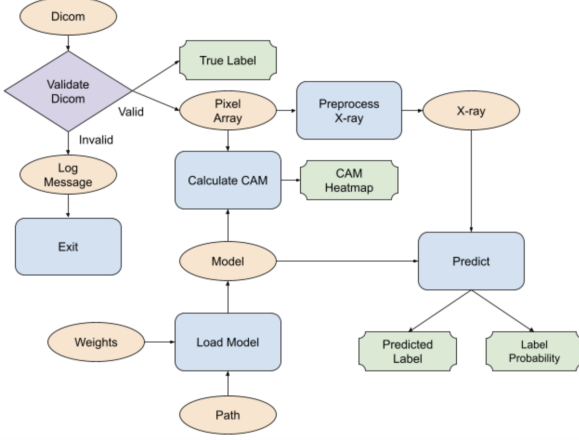 Dicom
True Label
Validate
Dicom
Valid
Pixel
Array
Preprocess
X-ray
X-ray
Invalid
Log
Message
Calculate CAM
CAM
Heatmap
Exit
Model
Predict
Weights
Load Model
Predicted
Label
Label
Probability
Path